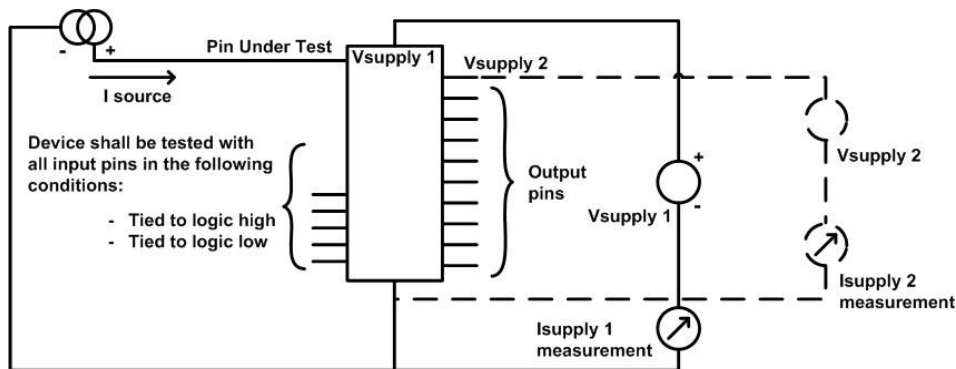 - +
Pin Under Test
I source
Vsupply 1
Vsupply 2
Device shall be tested with
all input pins in the following
conditions:
- Tied to logic high
- Tied to logic low
Output
pins
+
Vsupply 1
-
Vsupply 2
Isupply 1
measurement
Isupply 2
measurement